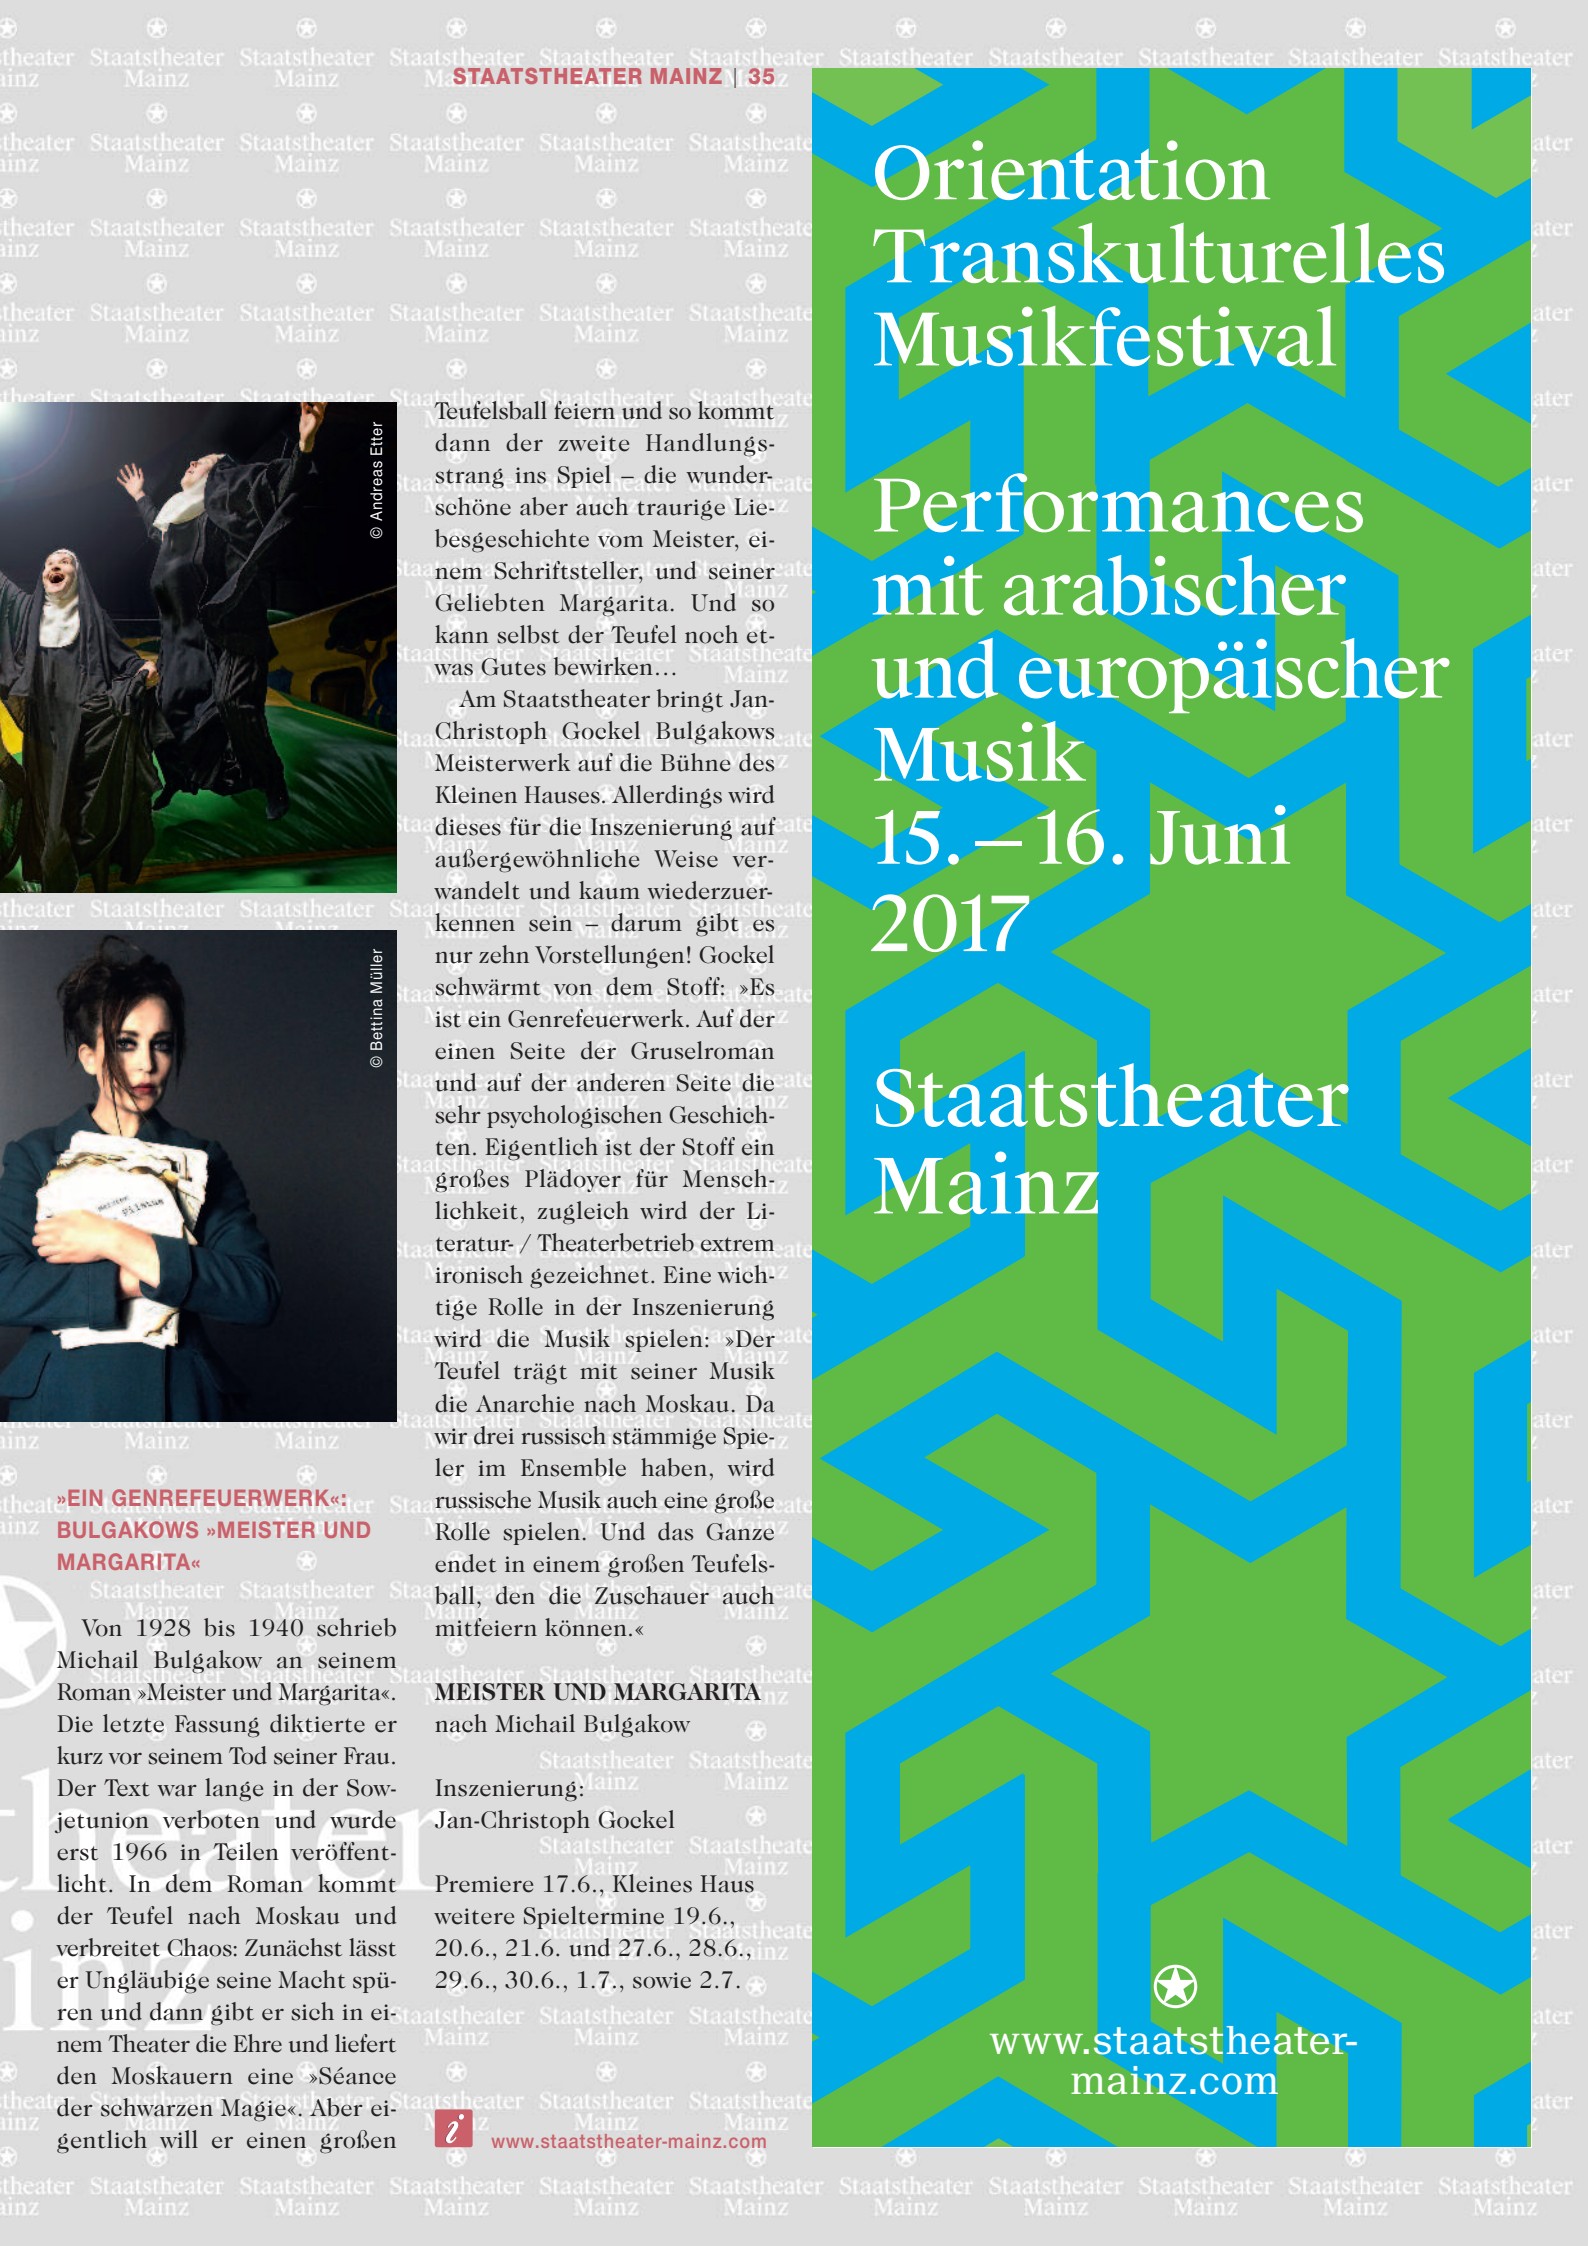 STAATSTHEATER MAINZ | 35
© Andreas Etter
© Bettina Müller
»EIN GENREFEUERWERK«:
BULGAKOWS »MEISTER UND
MARGARITA«
Von 1928 bis 1940 schrieb
Michail Bulgakow an seinem
Roman »Meister und Margarita«.
Die letzte Fassung diktierte er
kurz vor seinem Tod seiner Frau.
Der Text war lange in der Sow-
jetunion verboten und wurde
erst 1966 in Teilen veröffent-
licht. In dem Roman kommt
der Teufel nach Moskau und
verbreitet Chaos: Zunächst lässt
er Ungläubige seine Macht spü-
ren und dann gibt er sich in ei-
nem Theater die Ehre und liefert
den Moskauern eine »Séance
der schwarzen Magie«. Aber ei-
gentlich will er einen großen
Teufelsball feiern und so kommt
dann der zweite Handlungs-
strang ins Spiel – die wunder-
schöne aber auch traurige Lie-
besgeschichte vom Meister, ei-
nem Schriftsteller, und seiner
Geliebten Margarita. Und so
kann selbst der Teufel noch et-
was Gutes bewirken…
Am Staatstheater bringt Jan-
Christoph Gockel Bulgakows
Meisterwerk auf die Bühne des
Kleinen Hauses. Allerdings wird
dieses für die Inszenierung auf
außergewöhnliche Weise ver-
wandelt und kaum wiederzuer-
kennen sein – darum gibt es
nur zehn Vorstellungen! Gockel
schwärmt von dem Stoff: »Es
ist ein Genrefeuerwerk. Auf der
einen Seite der Gruselroman
und auf der anderen Seite die
sehr psychologischen Geschich-
ten. Eigentlich ist der Stoff ein
großes Plädoyer für Mensch-
lichkeit, zugleich wird der Li-
teratur- / Theaterbetrieb extrem
ironisch gezeichnet. Eine wich-
tige Rolle in der Inszenierung
wird die Musik spielen: »Der
Teufel trägt mit seiner Musik
die Anarchie nach Moskau. Da
wir drei russisch stämmige Spie-
ler im Ensemble haben, wird
russische Musik auch eine große
Rolle spielen. Und das Ganze
endet in einem großen Teufels-
ball, den die Zuschauer auch
mitfeiern können.«
MEISTER UND MARGARITA
nach Michail Bulgakow
Inszenierung:
Jan-Christoph Gockel
Premiere 17.6., Kleines Haus
weitere Spieltermine 19.6.,
20.6., 21.6. und 27.6., 28.6.,
29.6., 30.6., 1.7., sowie 2.7.
i www.staatstheater-mainz.com
Orientation
Transkulturelles
Musikfestival
Performances
mit arabischer
und europäischer
Musik
15. – 16. Juni
2017
Staatstheater
Mainz
www.staatstheater-
mainz.com